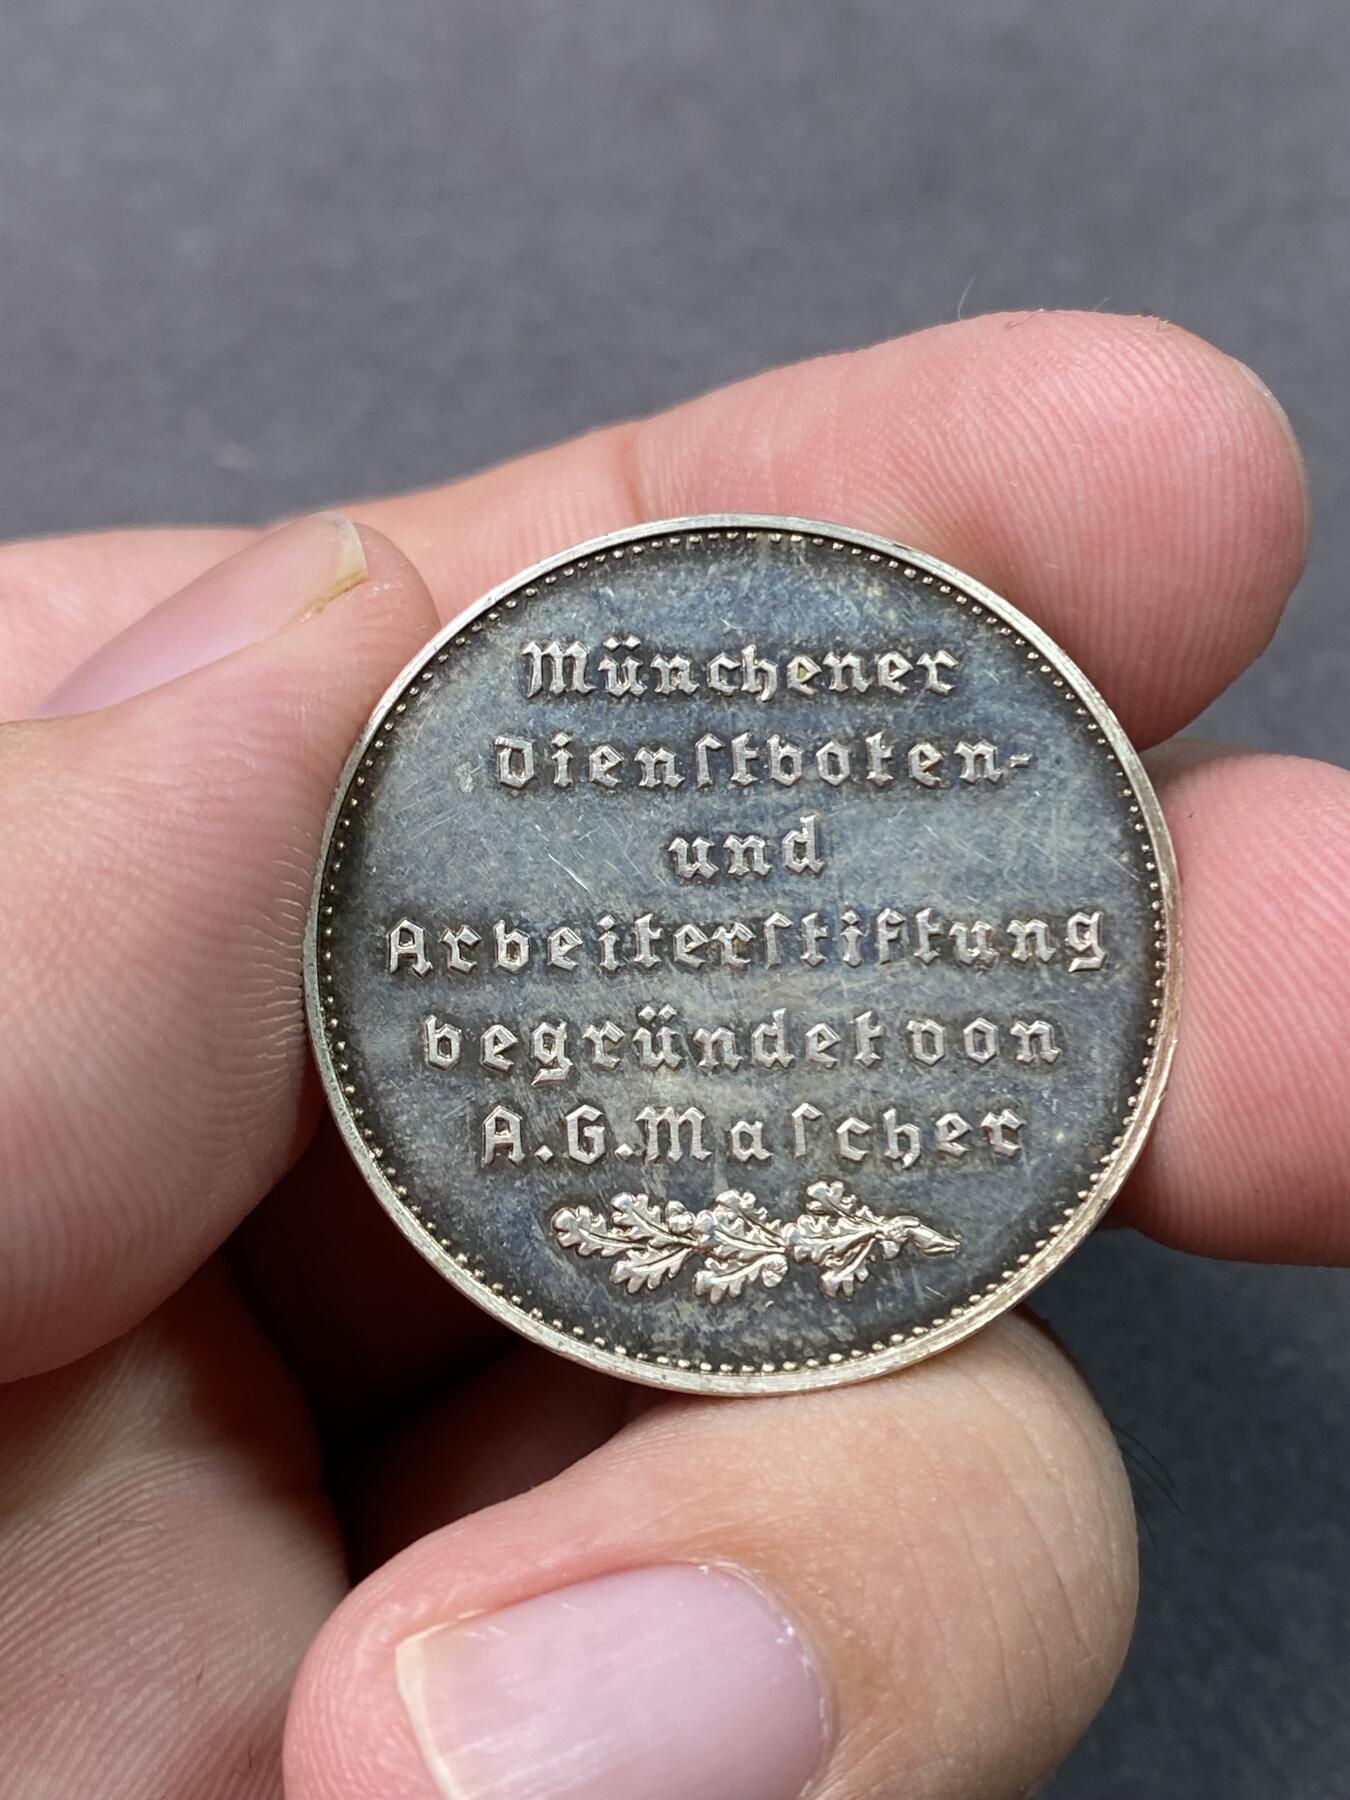 Münchener
Dienſtboten-
und
Arbeiterſtiftung
begründet von
A.G.Maſcher